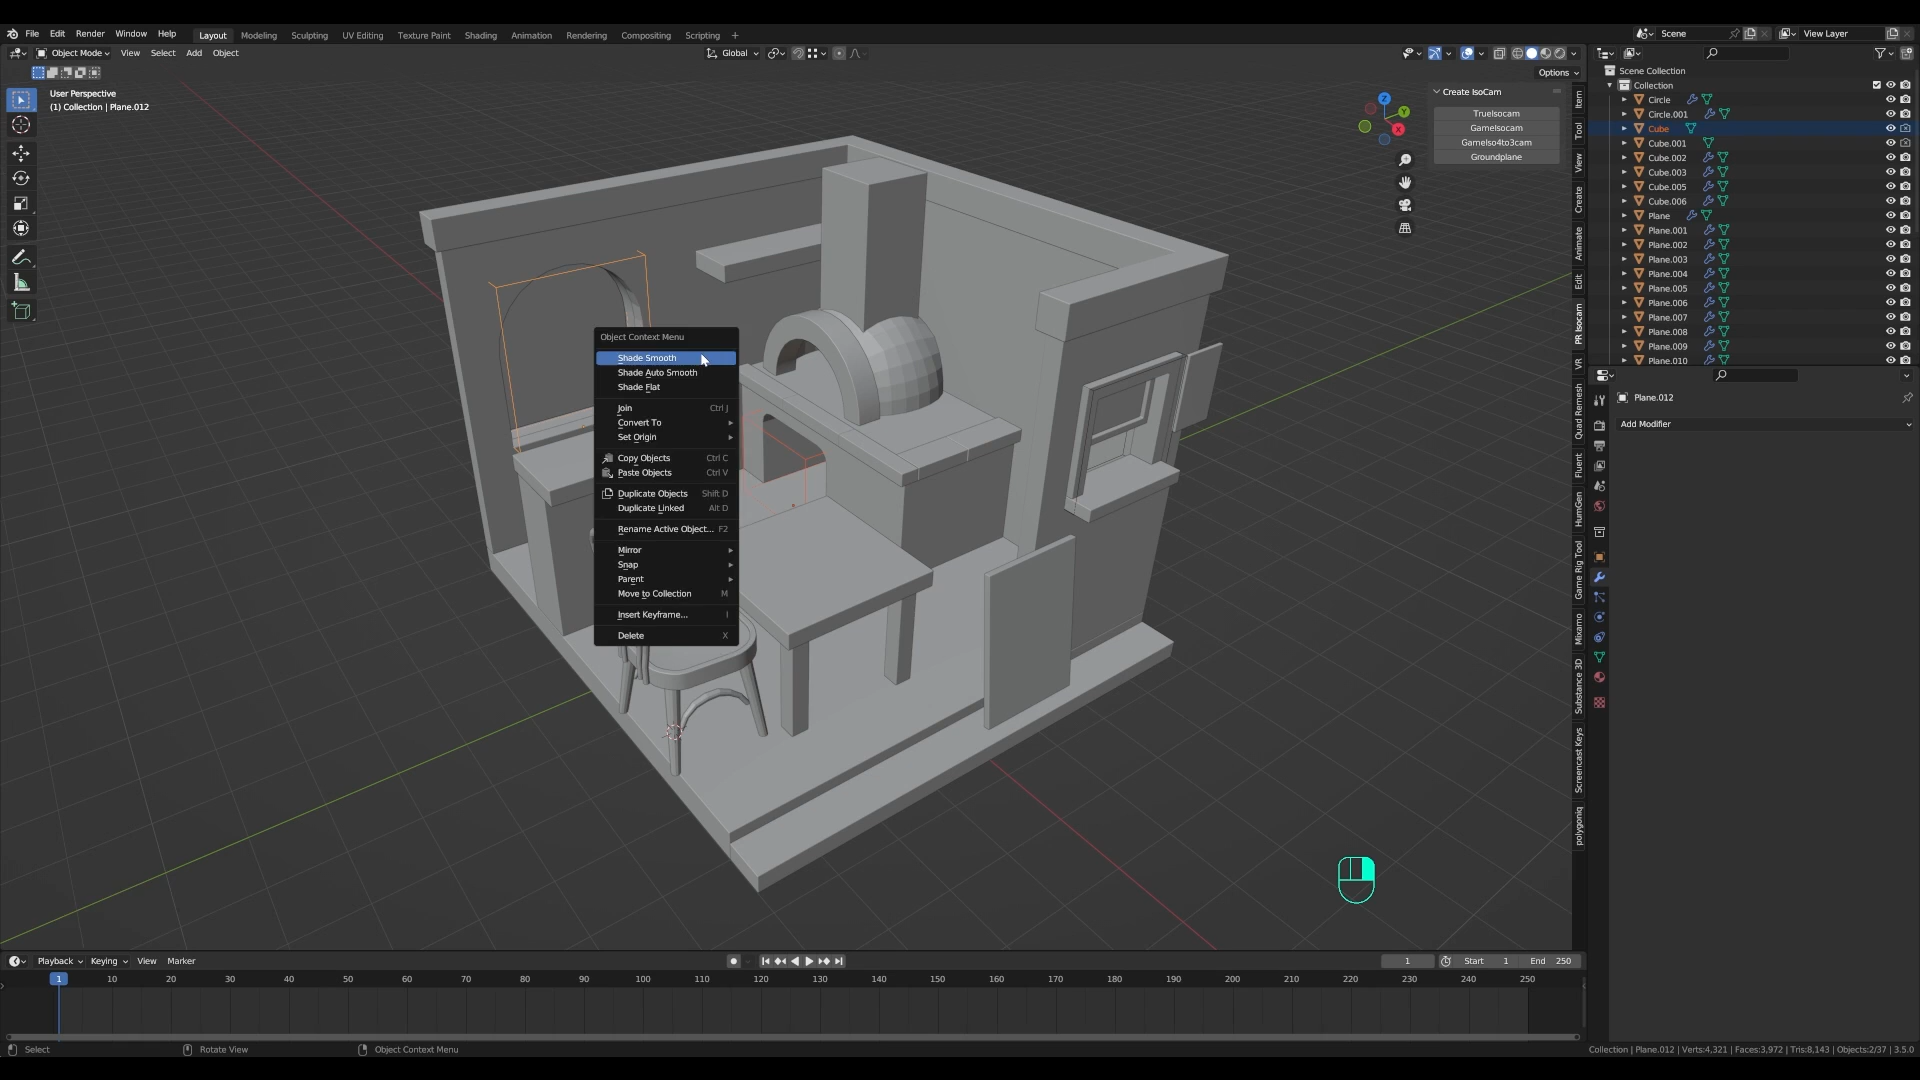 File Edit Render Window Help Layout Modeling Sculpting UV Editing Texture Paint Shading Animation Rendering Compositing Scripting + Scene View Layer
Object Mode View Select Add Object Global
Options
User Perspective
(1) Collection | Plane.012
Create IsoCam
TrueIsocam
GameIsocam
GameIso4to3cam
Groundplane
Z
Y
X
Item
Tool
View
Create
Animate
Edit
PR Isocam
VR
Quad Remesh
Fluent
HumGen
Game Rig Tool
Mixamo
Substance 3D
Screencast Keys
polygoniq
Object Context Menu
Shade Smooth
Shade Auto Smooth
Shade Flat
Join Ctrl J
Convert To
Set Origin
Copy Objects Ctrl C
Paste Objects Ctrl V
Duplicate Objects Shift D
Duplicate Linked Alt D
Rename Active Object... F2
Mirror
Snap
Parent
Move to Collection M
Insert Keyframe... I
Delete X
Scene Collection
Collection
Circle
Circle.001
Cube
Cube.001
Cube.002
Cube.003
Cube.005
Cube.006
Plane
Plane.001
Plane.002
Plane.003
Plane.004
Plane.005
Plane.006
Plane.007
Plane.008
Plane.009
Plane.010
Plane.012
Add Modifier
Playback Keying View Marker 1 Start 1 End 250
1 10 20 30 40 50 60 70 80 90 100 110 120 130 140 150 160 170 180 190 200 210 220 230 240 250
Select Rotate View Object Context Menu Collection | Plane.012 | Verts:4,321 | Faces:3,972 | Tris:8,143 | Objects:2/37 | 3.5.0